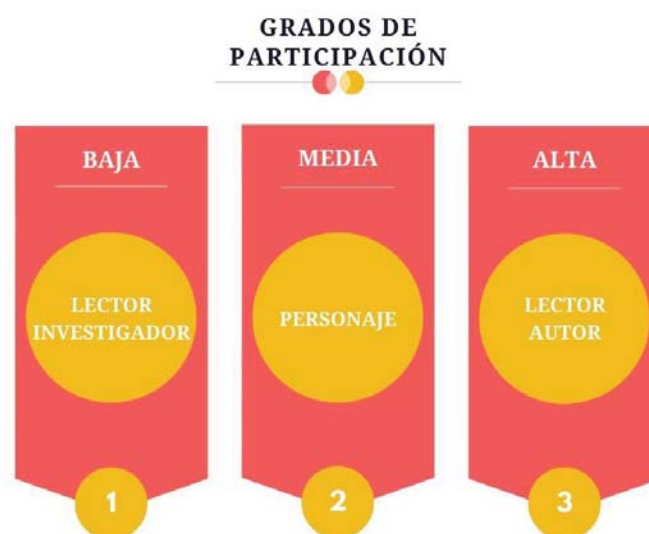 GRADOS DE
PARTICIPACIÓN
BAJA
LECTOR
INVESTIGADOR
1
MEDIA
PERSONAJE
2
ALTA
LECTOR
AUTOR
3